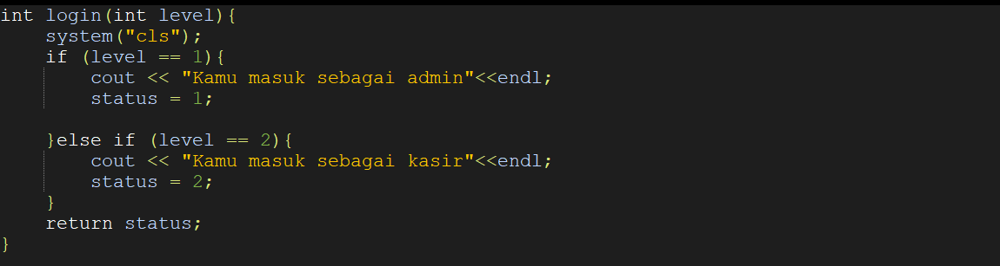 int login(int level){
    system("cls");
    if (level == 1){
        cout << "Kamu masuk sebagai admin"<<endl;
        status = 1;

    }else if (level == 2){
        cout << "Kamu masuk sebagai kasir"<<endl;
        status = 2;
    }
    return status;
}